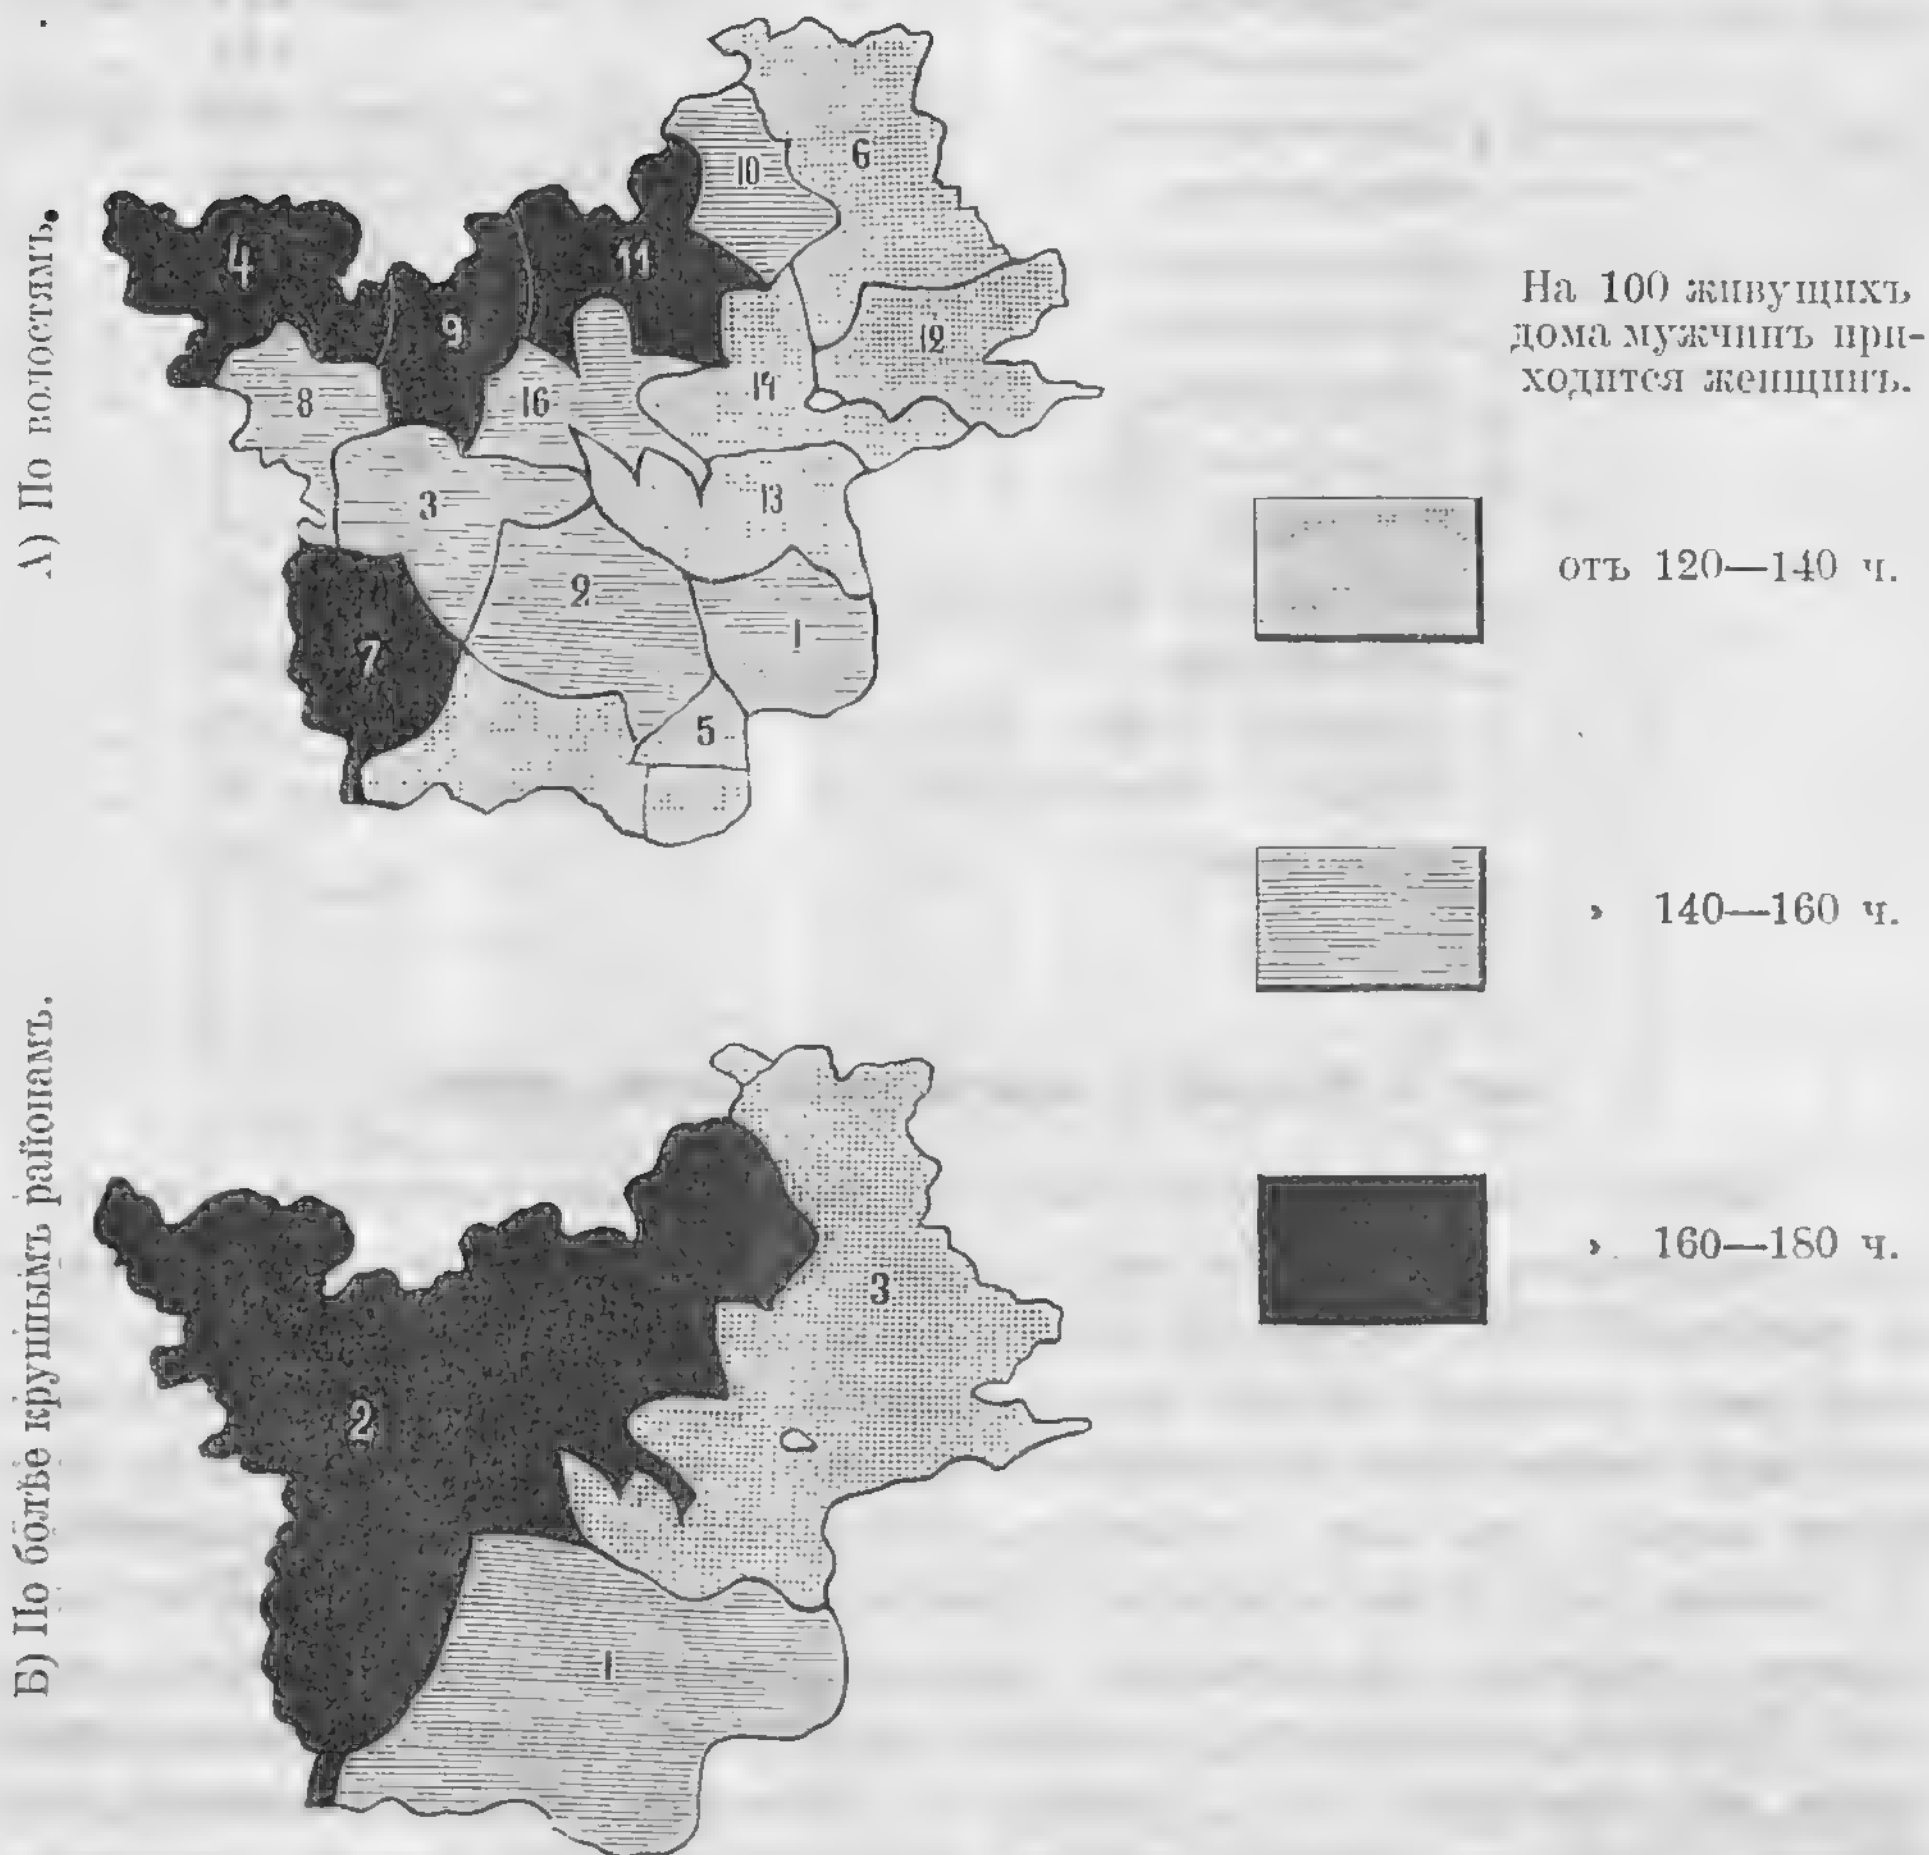 А) По волостямъ.
4
9
11
10
6
12
8
16
14
3
13
2
1
7
5
На 100 живущихъ
дома мужчинъ при-
ходится женщинъ.
отъ 120—140 ч.
» 140—160 ч.
» 160—180 ч.
Б) По болѣе крупнымъ районамъ.
3
2
1